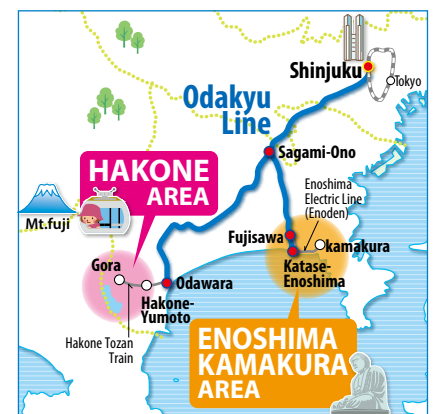 Shinjuku
Tokyo
Odakyu
Line
Sagami-Ono
HAKONE
AREA
Enoshima
Electric Line
(Enoden)
Mt.fuji
Fujisawa
kamakura
Gora
Katase-
Enoshima
Odawara
Hakone-
Yumoto
Hakone Tozan
Train
ENOSHIMA
KAMAKURA
AREA